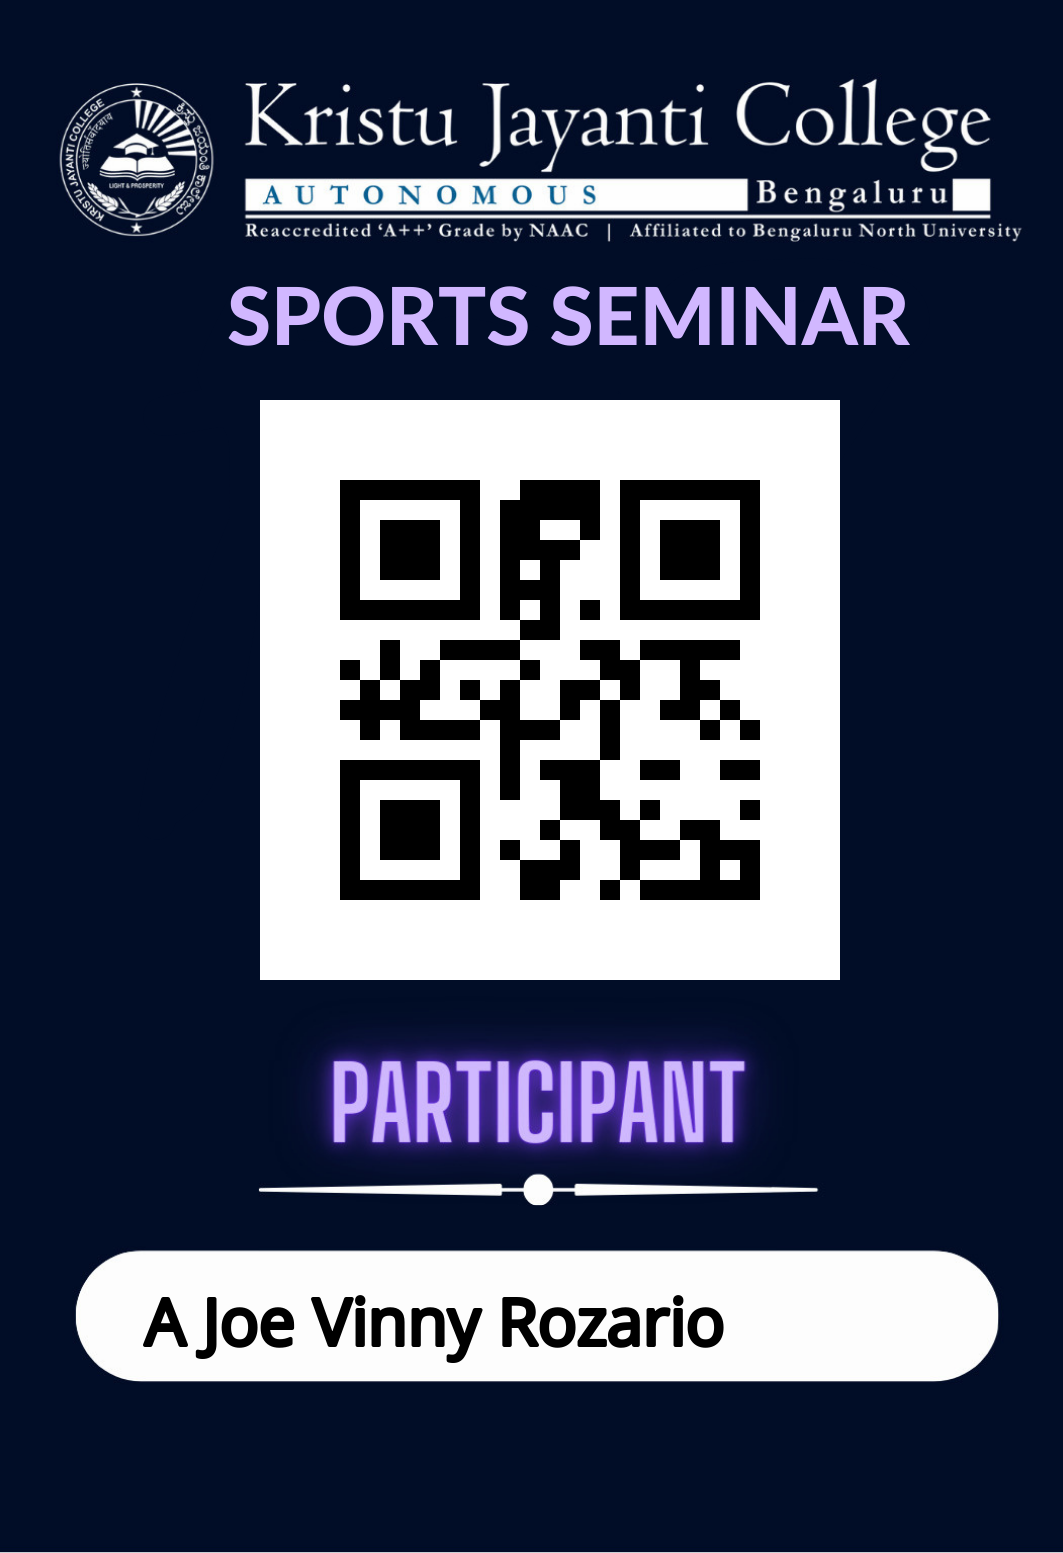 KRISTU JAYANTI COLLEGE
LIGHT & PROSPERITY
Kristu Jayanti College
AUTONOMOUS Bengaluru
Reaccredited ‘A++’ Grade by NAAC | Affiliated to Bengaluru North University
SPORTS SEMINAR
PARTICIPANT
A Joe Vinny Rozario